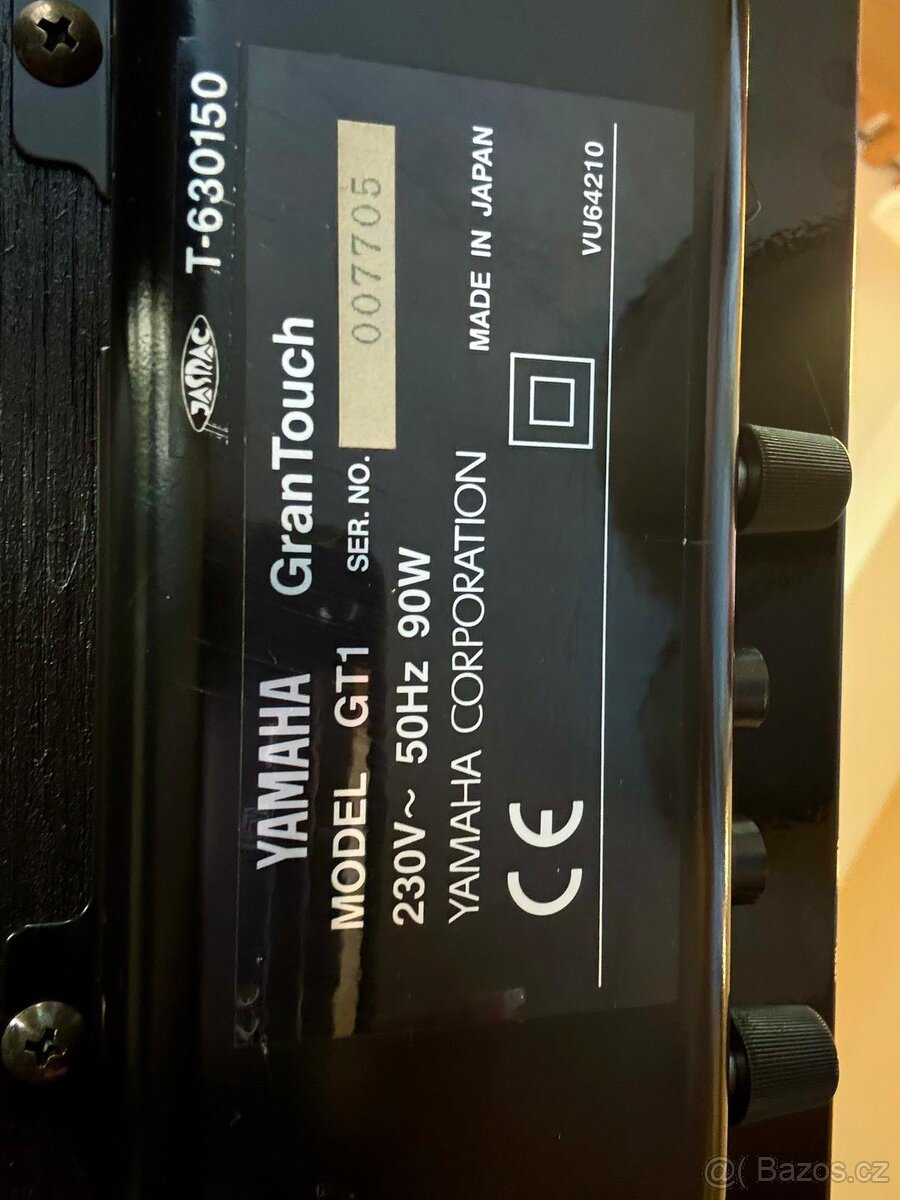 JASRAC T-630150
YAMAHA GranTouch
MODEL GT1 SER. NO. 007705
230V~ 50Hz 90W
YAMAHA CORPORATION MADE IN JAPAN
CE
VU64210
@( Bazos.cz